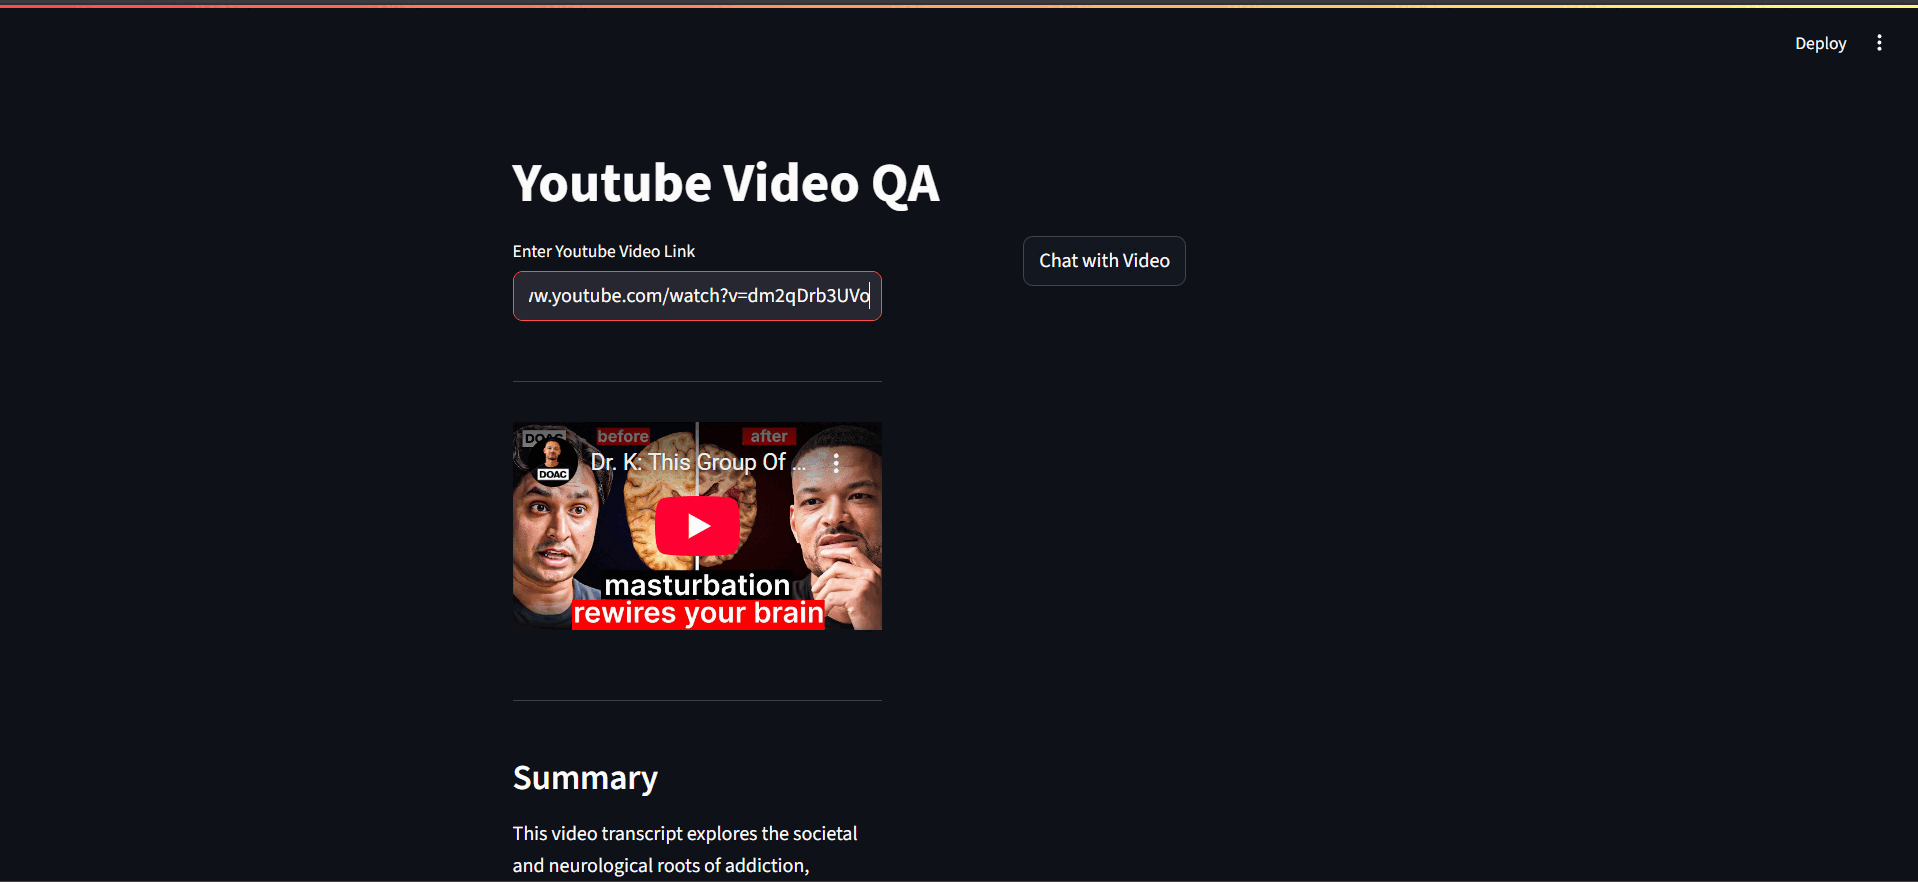 Deploy
Youtube Video QA
Enter Youtube Video Link
Chat with Video
w.youtube.com/watch?v=dm2qDrb3UVo
DOAC
before
after
Dr. K: This Group Of ...
DOAC
masturbation
rewires your brain
Summary
This video transcript explores the societal
and neurological roots of addiction,